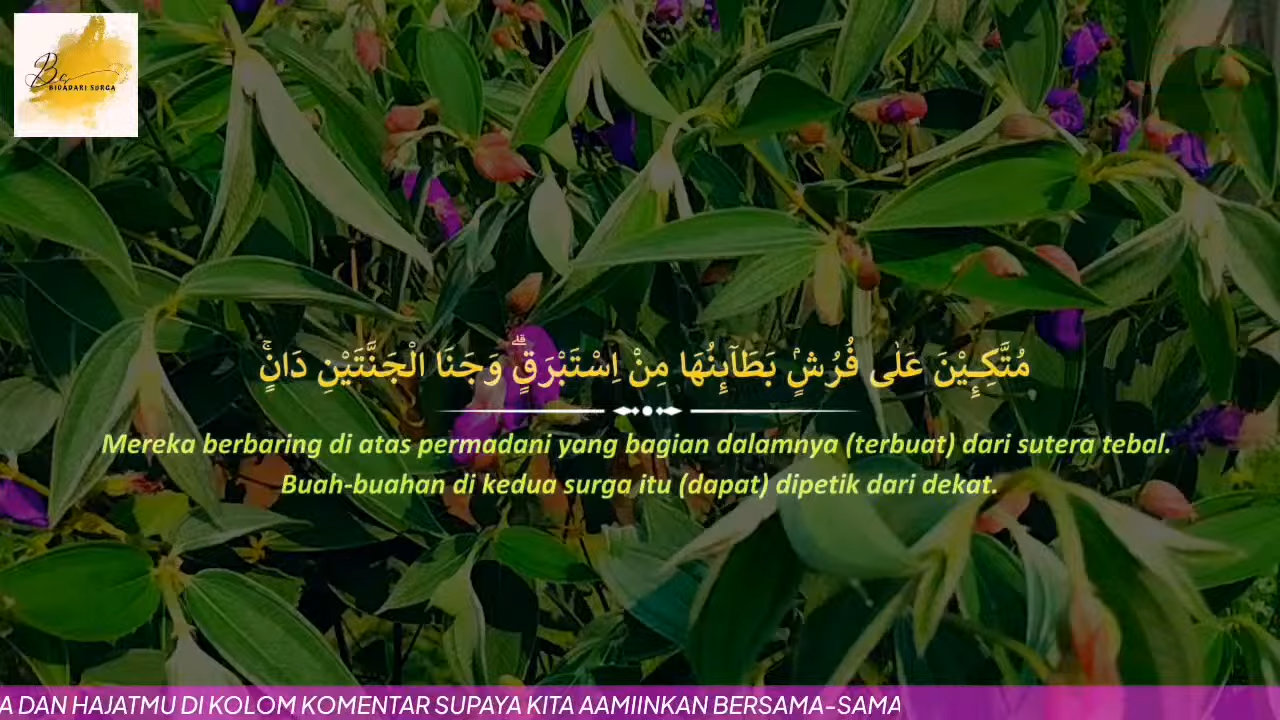 Bs
BIDADARI SURGA
مُتَّكِـِٕيْنَ عَلٰى فُرُشٍۢ بَطَاۤىِٕنُهَا مِنْ اِسْتَبْرَقٍۗ وَجَنَا الْجَنَّتَيْنِ دَانٍۚ
Mereka berbaring di atas permadani yang bagian dalamnya (terbuat) dari sutera tebal.
Buah-buahan di kedua surga itu (dapat) dipetik dari dekat.
A DAN HAJATMU DI KOLOM KOMENTAR SUPAYA KITA AAMIINKAN BERSAMA-SAMA